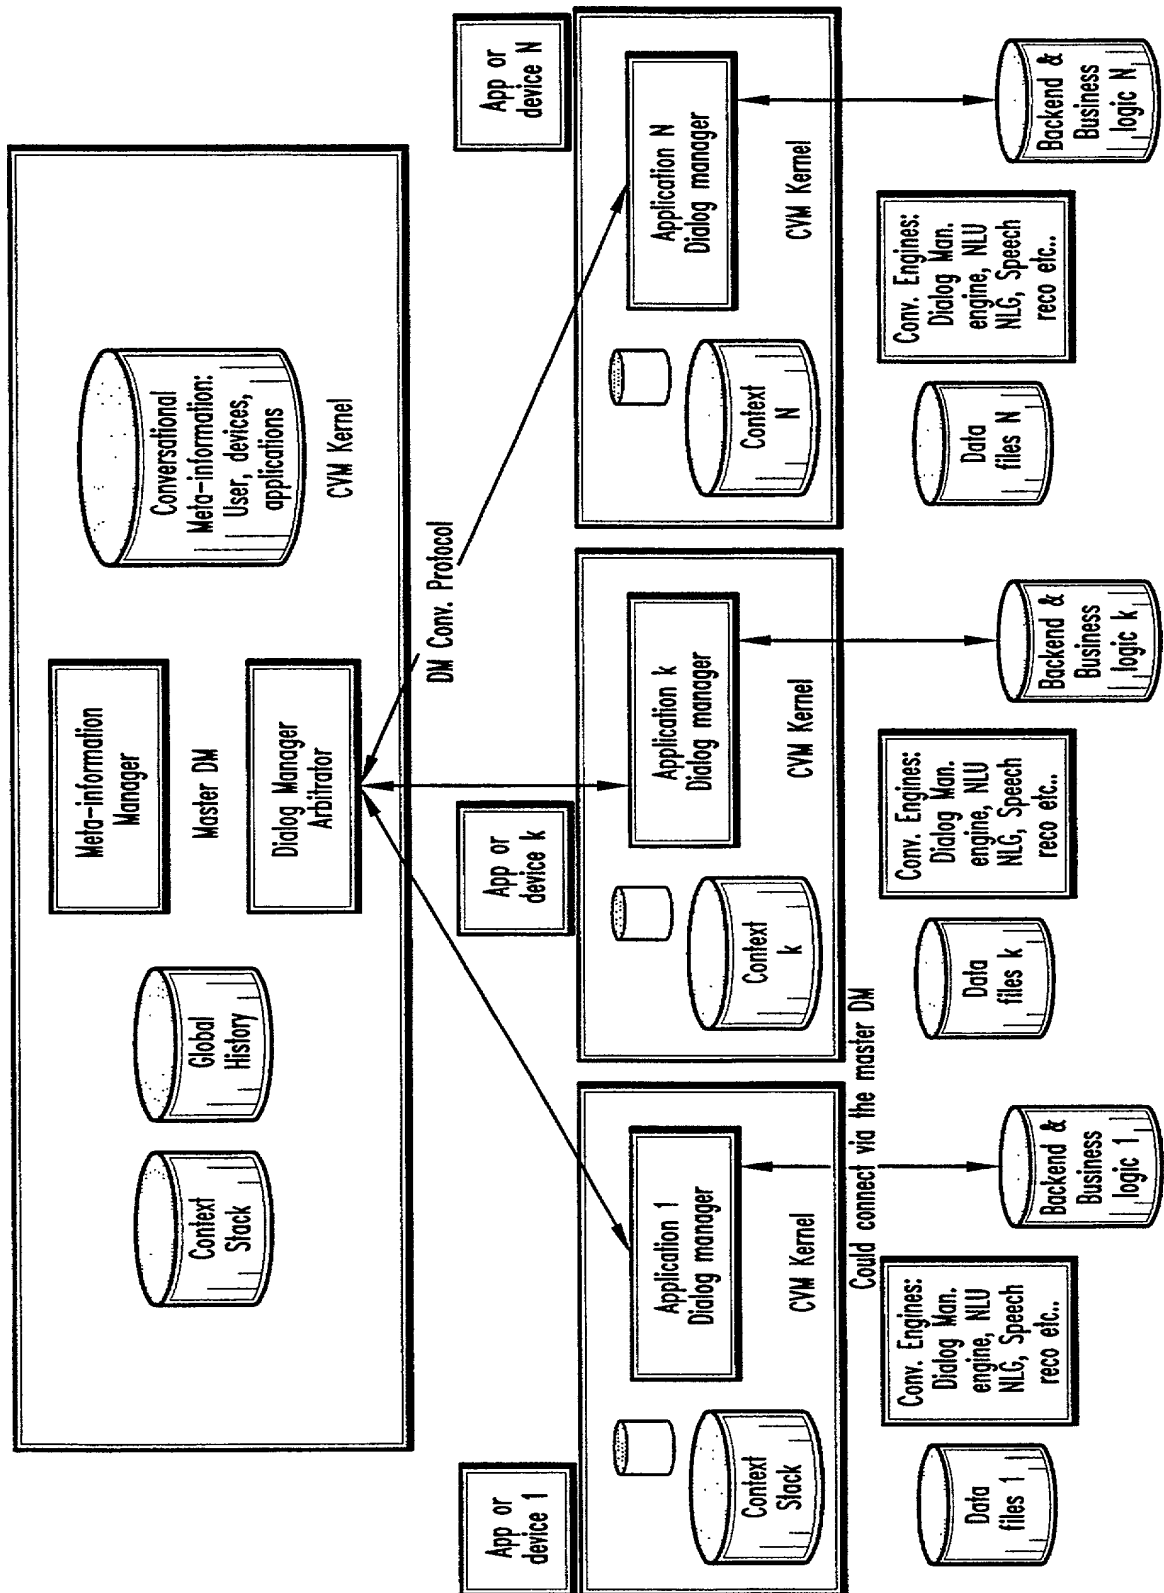 Context
Stack
Global
History
Meta-information
Manager
Master DM
Dialog Manager
Arbitrator
Conversational
Meta-information:
User, devices,
applications
CVM Kernel
DM Conv. Protocol
App or
device 1
Context
Stack
Application 1
Dialog manager
CVM Kernel
Could connect via the master DM
Data
files 1
Conv. Engines:
Dialog Man.
engine, NLU
NLG, Speech
reco etc..
Backend &
Business
logic 1
App or
device k
Context
k
Application k
Dialog manager
CVM Kernel
Data
files k
Conv. Engines:
Dialog Man.
engine, NLU
NLG, Speech
reco etc..
Backend &
Business
logic k
App or
device N
Context
N
Application N
Dialog manager
CVM Kernel
Data
files N
Conv. Engines:
Dialog Man.
engine, NLU
NLG, Speech
reco etc..
Backend &
Business
logic N